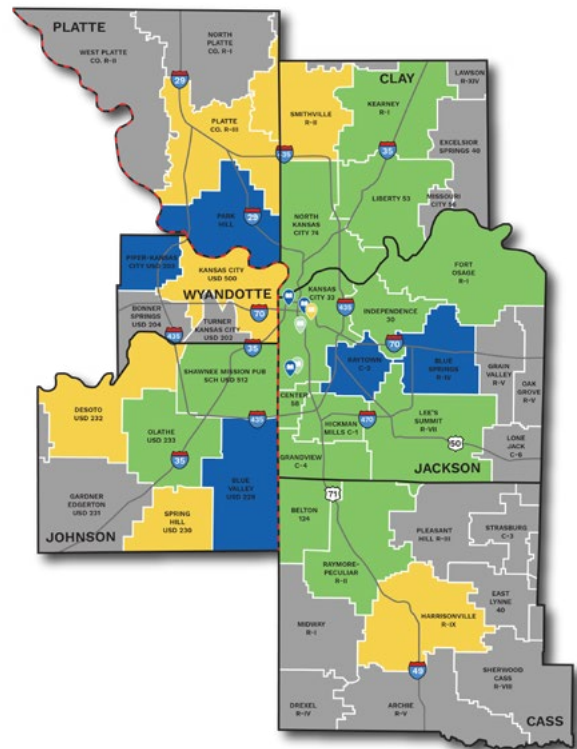 PLATTE
WEST PLATTE
CO. R-II
NORTH
PLATTE
CO. R-I
29
PLATTE
CO. R-III
SMITHVILLE
R-II
CLAY
KEARNEY
R-I
LAWSON
R-XIV
EXCELSIOR
SPRINGS 40
35
435
LIBERTY 53
MISSOURI
CITY 56
PARK
HILL
29
NORTH
KANSAS
CITY 74
PIPER-KANSAS
CITY USD 203
KANSAS CITY
USD 500
WYANDOTTE
BONNER
SPRINGS
USD 204
TURNER
KANSAS CITY
USD 202
70
435
35
KANSAS
CITY 33
435
FORT
OSAGE
R-I
INDEPENDENCE
30
70
RAYTOWN
C-2
BLUE
SPRINGS
R-IV
GRAIN
VALLEY
R-V
OAK
GROVE
R-V
SHAWNEE MISSION PUB
SCH USD 512
DESOTO
USD 232
OLATHE
USD 233
435
35
CENTER
58
HICKMAN
MILLS C-1
470
LEE'S
SUMMIT
R-VII
50
LONE
JACK
C-6
GRANDVIEW
C-4
JACKSON
GARDNER
EDGERTON
USD 231
JOHNSON
SPRING
HILL
USD 230
BLUE
VALLEY
USD 229
71
BELTON
124
PLEASANT
HILL R-III
STRASBURG
C-3
RAYMORE-
PECULIAR
R-II
EAST
LYNNE
40
MIDWAY
R-I
HARRISONVILLE
R-IX
49
SHERWOOD
CASS
R-VIII
DREXEL
R-IV
ARCHIE
R-V
CASS